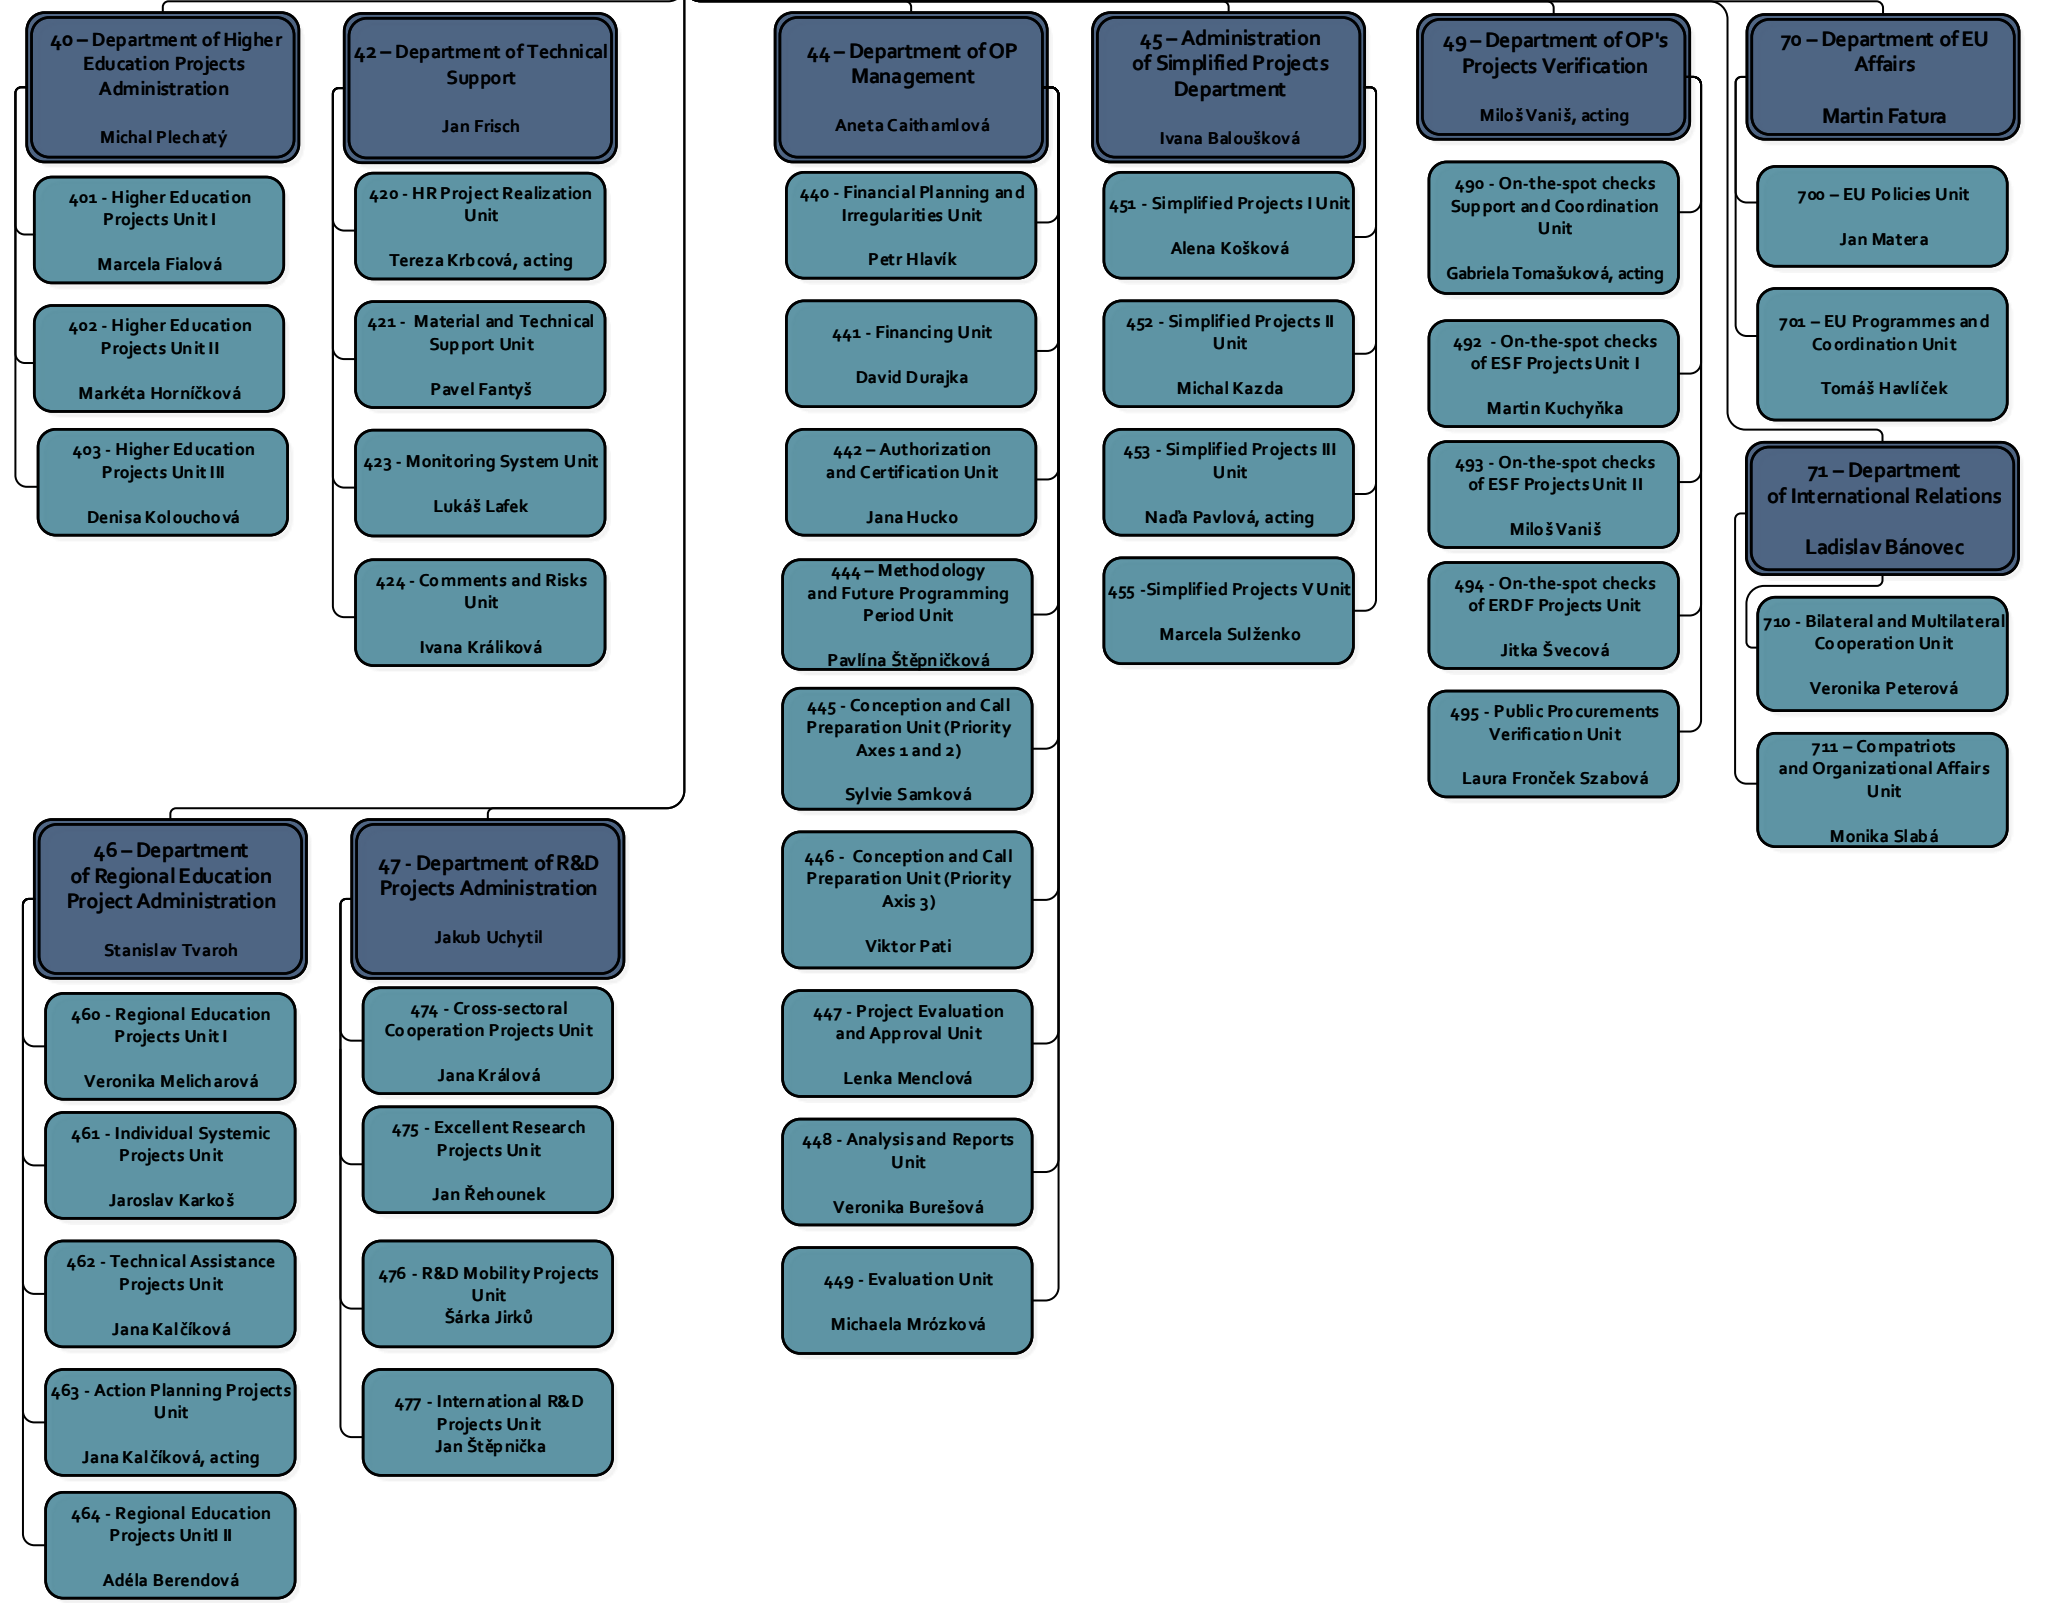 40 – Department of Higher
Education Projects
Administration
Michal Plechatý
401 - Higher Education
Projects Unit I
Marcela Fialová
402 - Higher Education
Projects Unit II
Markéta Horníčková
403 - Higher Education
Projects Unit III
Denisa Kolouchová
42 – Department of Technical
Support
Jan Frisch
420 - HR Project Realization
Unit
Tereza Krbcová, acting
421 - Material and Technical
Support Unit
Pavel Fantyš
423 - Monitoring System Unit
Lukáš Lafek
424 - Comments and Risks
Unit
Ivana Králiková
44 – Department of OP
Management
Aneta Caithamlová
440 - Financial Planning and
Irregularities Unit
Petr Hlavík
441 - Financing Unit
David Durajka
442 – Authorization
and Certification Unit
Jana Hucko
444 – Methodology
and Future Programming
Period Unit
Pavlína Štěpničková
445 - Conception and Call
Preparation Unit (Priority
Axes 1 and 2)
Sylvie Samková
446 - Conception and Call
Preparation Unit (Priority
Axis 3)
Viktor Pati
447 - Project Evaluation
and Approval Unit
Lenka Menclová
448 - Analysis and Reports
Unit
Veronika Burešová
449 - Evaluation Unit
Michaela Mrózková
45 – Administration
of Simplified Projects
Department
Ivana Baloušková
451 - Simplified Projects I Unit
Alena Košková
452 - Simplified Projects II
Unit
Michal Kazda
453 - Simplified Projects III
Unit
Naďa Pavlová, acting
455 -Simplified Projects V Unit
Marcela Sulženko
49 – Department of OP's
Projects Verification
Miloš Vaniš, acting
490 - On-the-spot checks
Support and Coordination
Unit
Gabriela Tomašuková, acting
492 - On-the-spot checks
of ESF Projects Unit I
Martin Kuchyňka
493 - On-the-spot checks
of ESF Projects Unit II
Miloš Vaniš
494 - On-the-spot checks
of ERDF Projects Unit
Jitka Švecová
495 - Public Procurements
Verification Unit
Laura Fronček Szabová
70 – Department of EU
Affairs
Martin Fatura
700 – EU Policies Unit
Jan Matera
701 – EU Programmes and
Coordination Unit
Tomáš Havlíček
71 – Department
of International Relations
Ladislav Bánovec
710 - Bilateral and Multilateral
Cooperation Unit
Veronika Peterová
711 – Compatriots
and Organizational Affairs
Unit
Monika Slabá
46 – Department
of Regional Education
Project Administration
Stanislav Tvaroh
460 - Regional Education
Projects Unit I
Veronika Melicharová
461 - Individual Systemic
Projects Unit
Jaroslav Karkoš
462 - Technical Assistance
Projects Unit
Jana Kalčíková
463 - Action Planning Projects
Unit
Jana Kalčíková, acting
464 - Regional Education
Projects UnitI II
Adéla Berendová
47 - Department of R&D
Projects Administration
Jakub Uchytil
474 - Cross-sectoral
Cooperation Projects Unit
Jana Králová
475 - Excellent Research
Projects Unit
Jan Řehounek
476 - R&D Mobility Projects
Unit
Šárka Jirků
477 - International R&D
Projects Unit
Jan Štěpnička